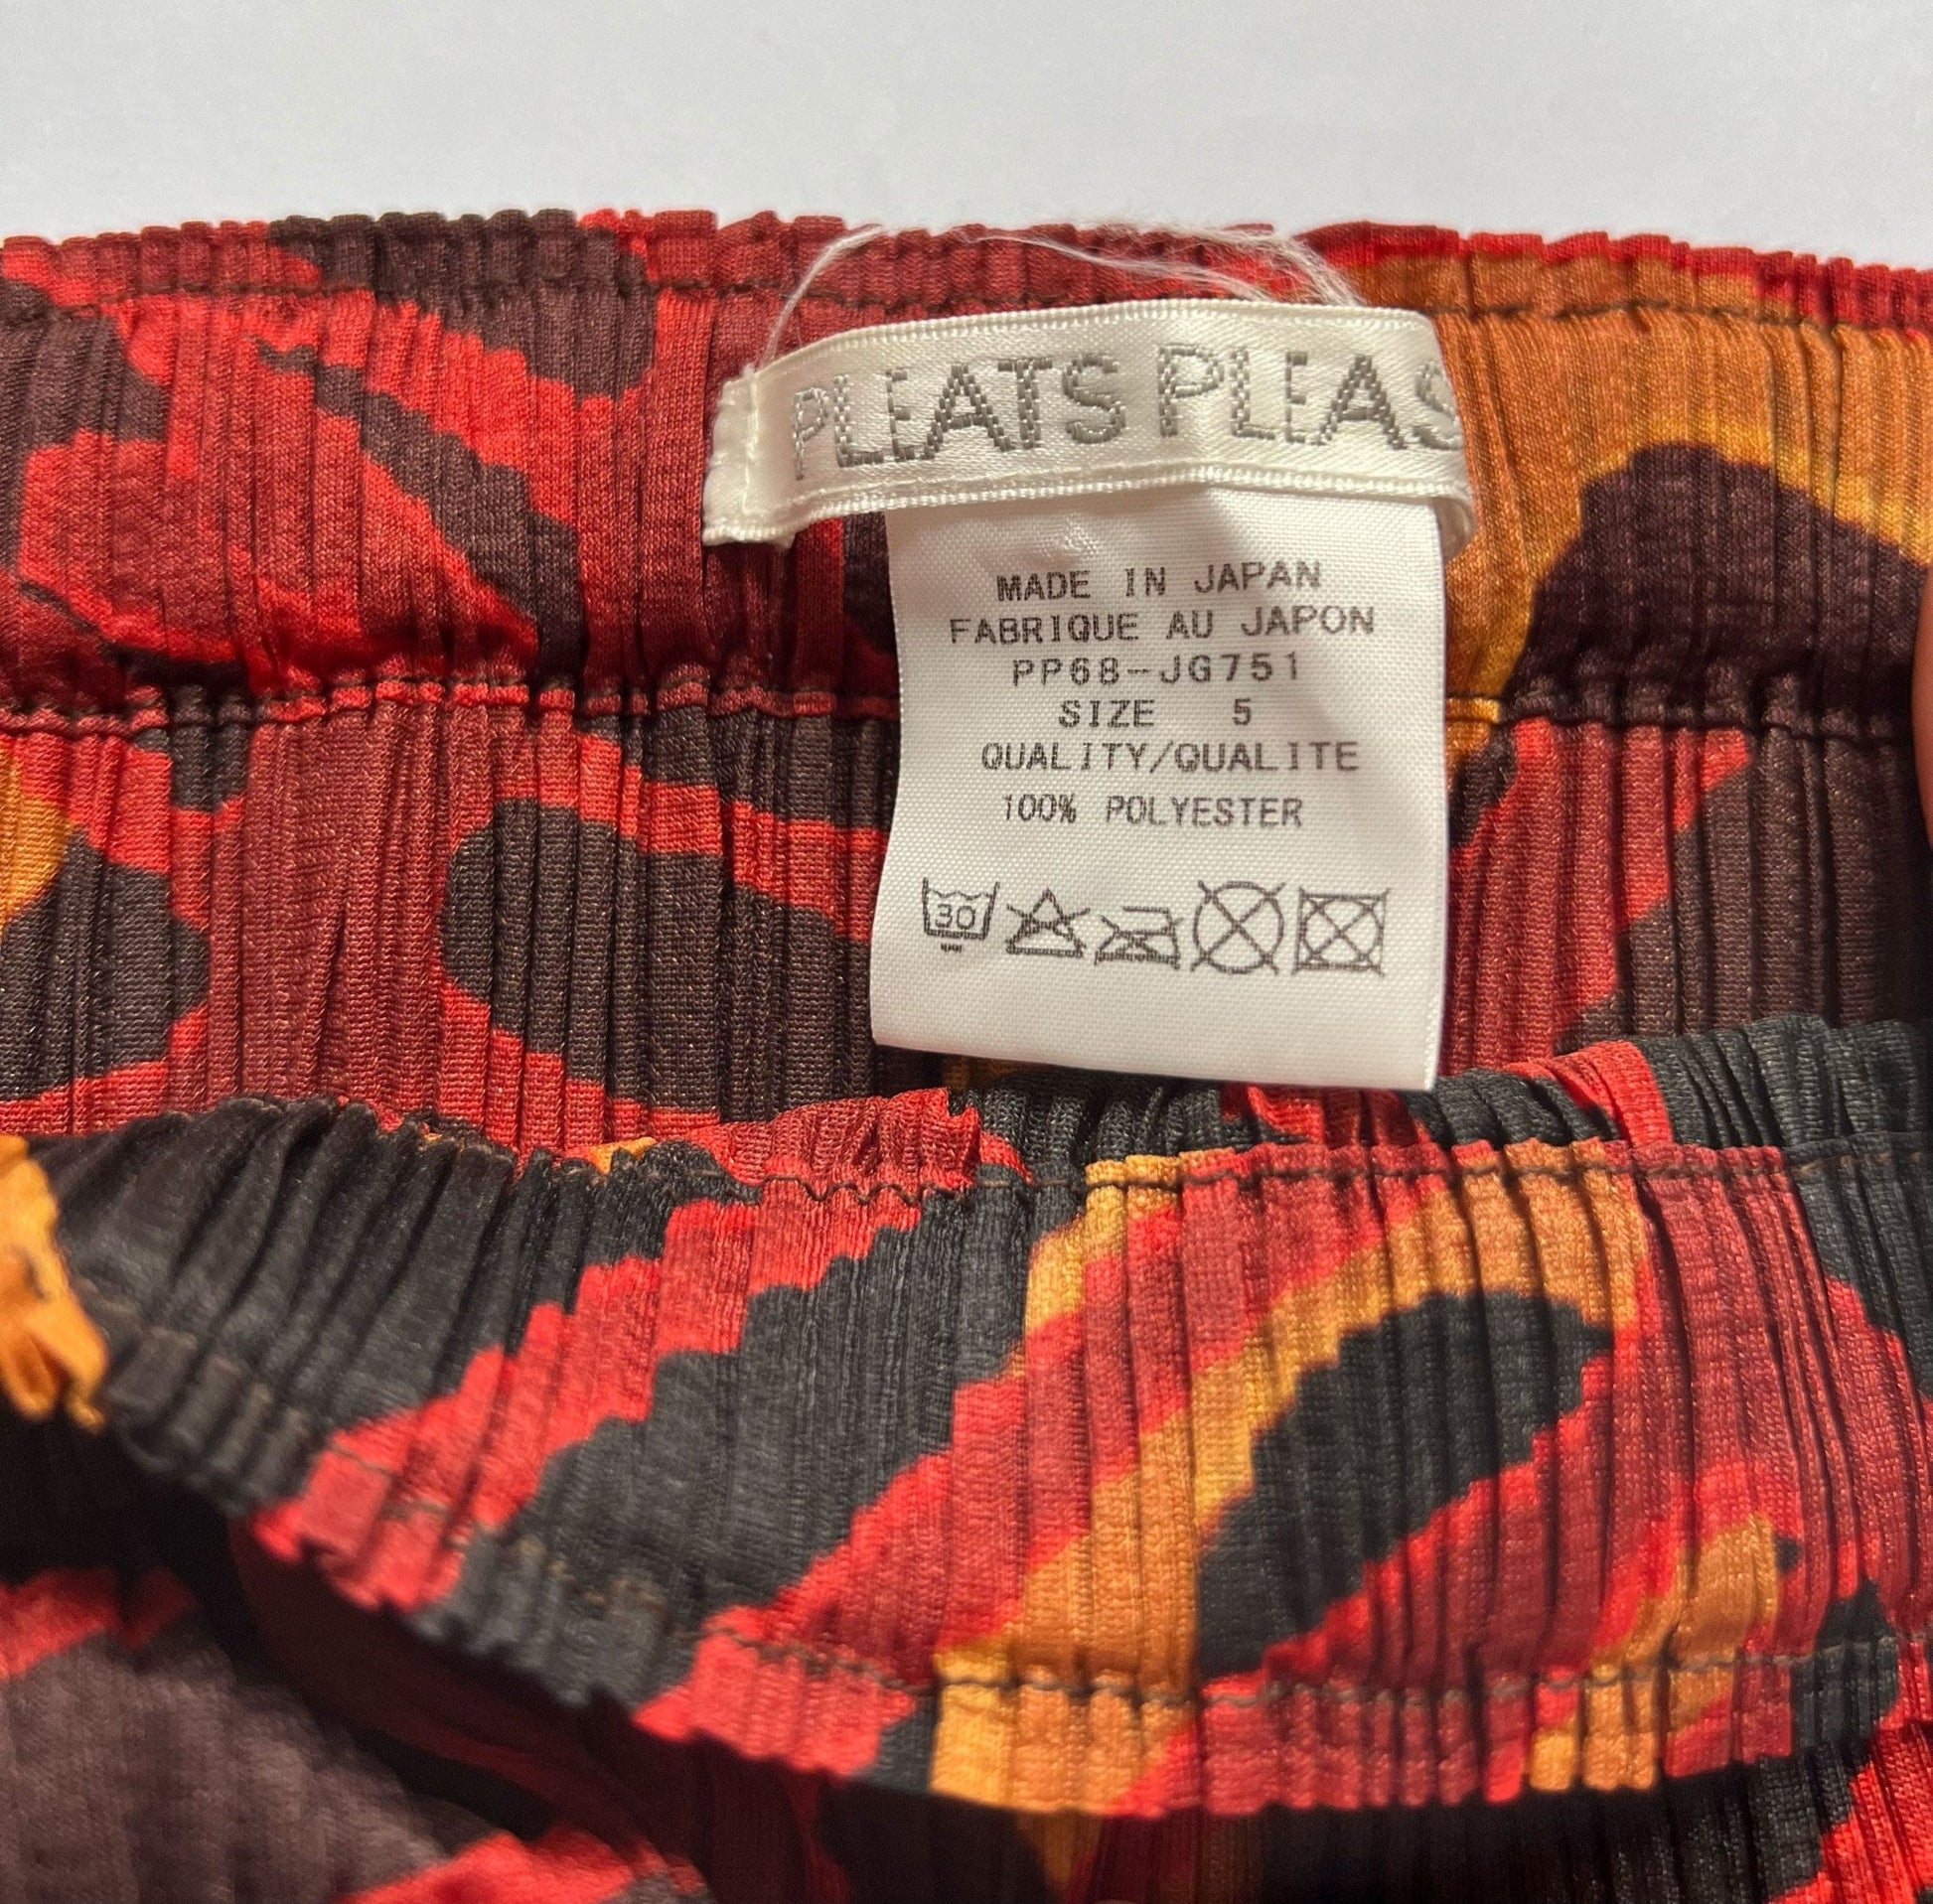 PLEATS PLEAS
MADE IN JAPAN
FABRIQUE AU JAPON
PP68-JG751
SIZE 5
QUALITY/QUALITE
100% POLYESTER
30